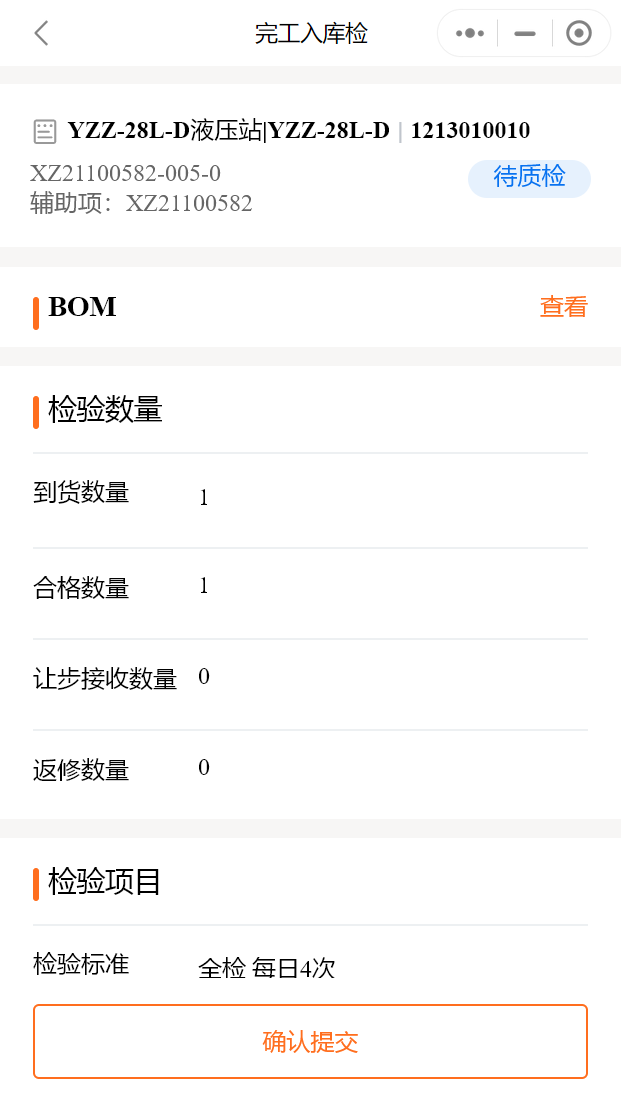 完工入库检
YZZ-28L-D液压站|YZZ-28L-D | 1213010010
XZ21100582-005-0
待质检
辅助项：XZ21100582
BOM
查看
检验数量
到货数量 1
合格数量 1
让步接收数量 0
返修数量 0
检验项目
检验标准 全检 每日4次
确认提交